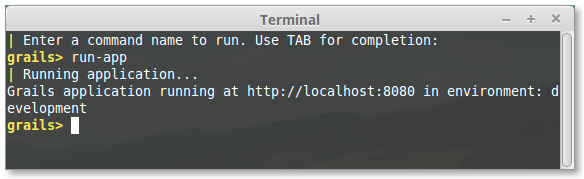 Terminal
| Enter a command name to run. Use TAB for completion:
grails> run-app
| Running application...
Grails application running at http://localhost:8080 in environment: d
evelopment
grails>